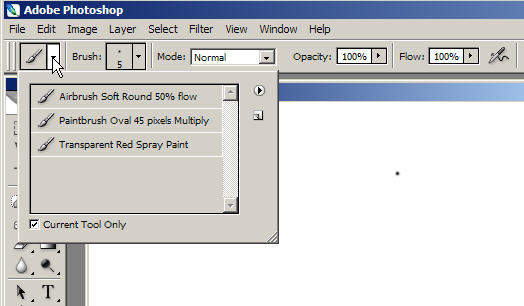 Adobe Photoshop
File Edit Image Layer Select Filter View Window Help
Brush: 5 Mode: Normal Opacity: 100% Flow: 100%
Airbrush Soft Round 50% flow
Paintbrush Oval 45 pixels Multiply
Transparent Red Spray Paint
Current Tool Only
T